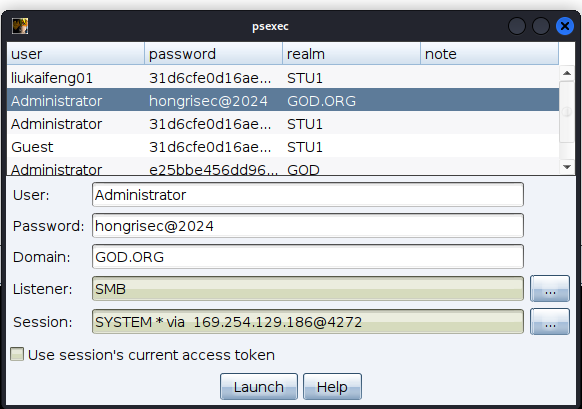 psexec
user password realm note
liukaifeng01 31d6cfe0d16ae... STU1
Administrator hongrisec@2024 GOD.ORG
Administrator 31d6cfe0d16ae... STU1
Guest 31d6cfe0d16ae... STU1
Administrator e25bbe456dd96... GOD
User: Administrator
Password: hongrisec@2024
Domain: GOD.ORG
Listener: SMB ...
Session: SYSTEM * via 169.254.129.186@4272 ...
Use session's current access token
Launch Help